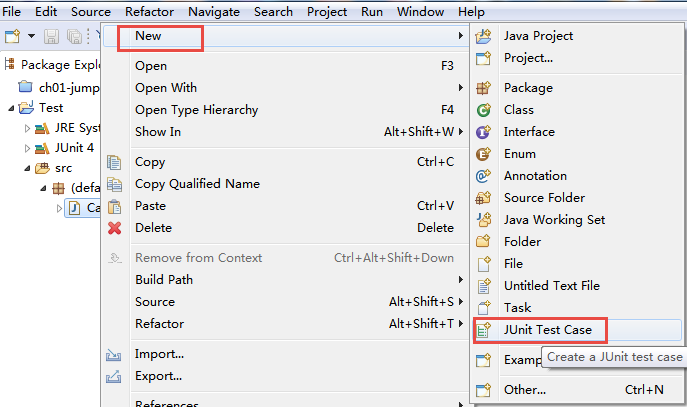 File Edit Source Refactor Navigate Search Project Run Window Help
Package Explo
ch01-jump
Test
JRE Sys
JUnit 4
src
(defa
Ca
New
Open F3
Open With
Open Type Hierarchy F4
Show In Alt+Shift+W
Copy Ctrl+C
Copy Qualified Name
Paste Ctrl+V
Delete Delete
Remove from Context Ctrl+Alt+Shift+Down
Build Path
Source Alt+Shift+S
Refactor Alt+Shift+T
Import...
Export...
References
Java Project
Project...
Package
Class
Interface
Enum
Annotation
Source Folder
Java Working Set
Folder
File
Untitled Text File
Task
JUnit Test Case
Examp
Create a JUnit test case
Other... Ctrl+N